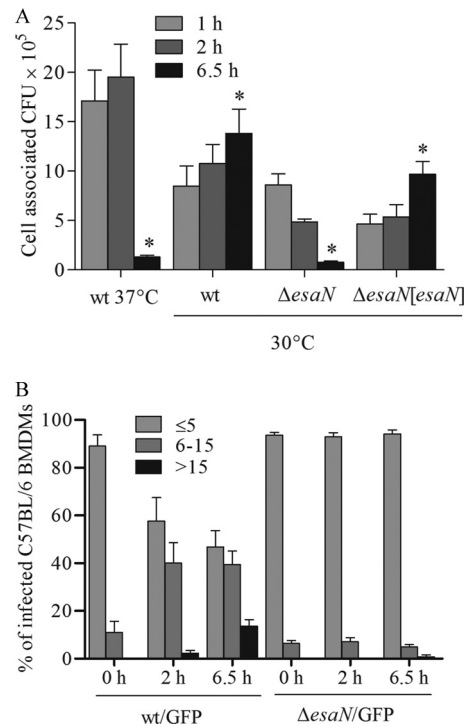 A
Cell associated CFU × 10⁵
25
20
15
10
5
0
1 h
2 h
6.5 h
*
*
*
*
wt 37°C
wt
ΔesaN
ΔesaN[esaN]
30°C
B
% of infected C57BL/6 BMDMs
100
80
60
40
20
0
≤5
6-15
>15
0 h
2 h
6.5 h
0 h
2 h
6.5 h
wt/GFP
ΔesaN/GFP